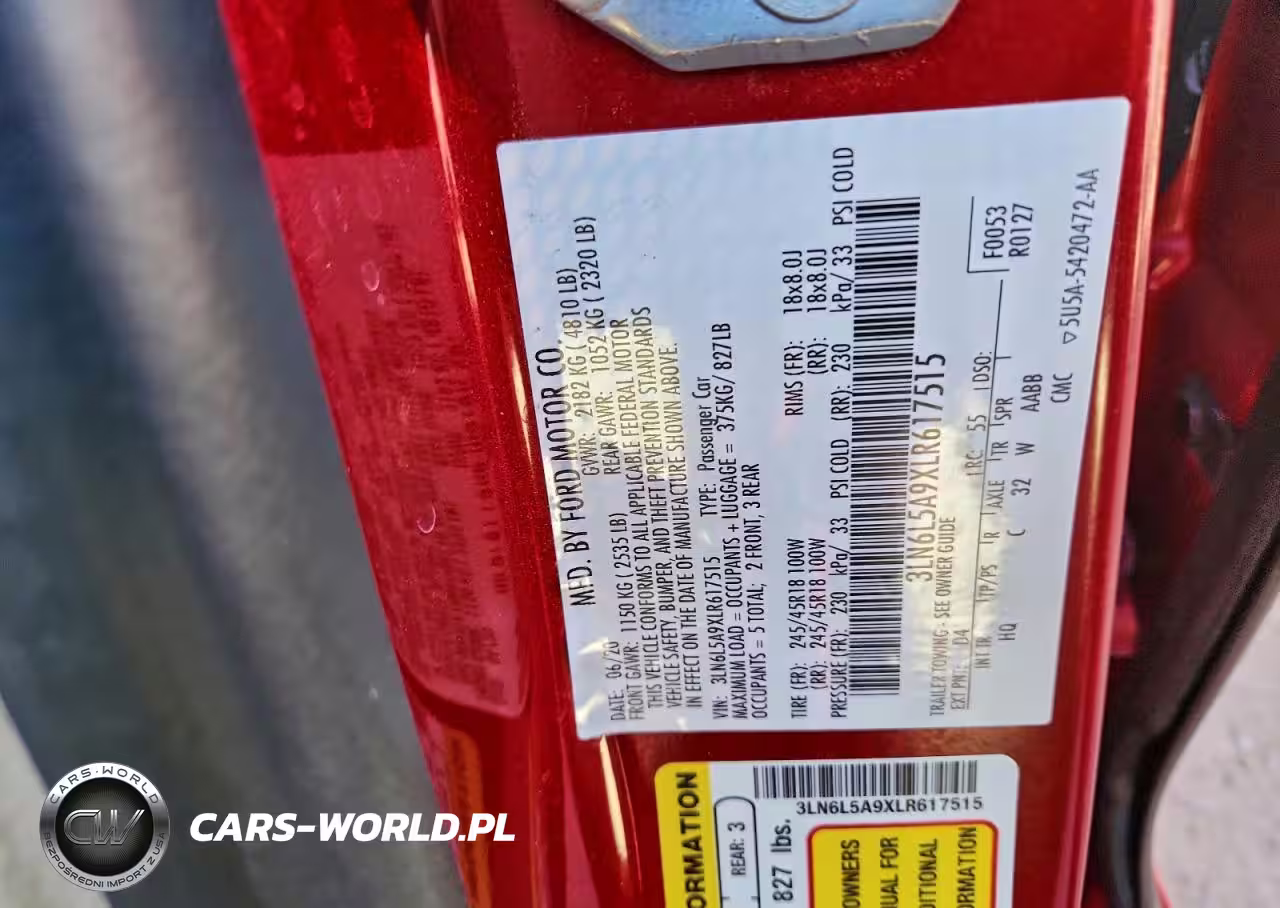 MFD. BY FORD MOTOR CO.
DATE: 06/20 GVWR: 2182 KG ( 4810 LB)
FRONT GAWR: 1150 KG ( 2535 LB) REAR GAWR: 1052 KG ( 2320 LB)
THIS VEHICLE CONFORMS TO ALL APPLICABLE FEDERAL MOTOR
VEHICLE SAFETY, BUMPER, AND THEFT PREVENTION STANDARDS
IN EFFECT ON THE DATE OF MANUFACTURE SHOWN ABOVE.
VIN: 3LN6L5A9XLR617515 TYPE: Passenger Car
MAXIMUM LOAD = OCCUPANTS + LUGGAGE = 375KG/ 827LB
OCCUPANTS = 5 TOTAL, 2 FRONT, 3 REAR
TIRE (FR): 245/45R18 100W RIMS (FR): 18x8.0J
(RR): 245/45R18 100W (RR): 18x8.0J
PRESSURE (FR): 230 kPa/ 33 PSI COLD (RR): 230 kPa/ 33 PSI COLD
3LN6L5A9XLR617515
TRAILER TOWING - SEE OWNER GUIDE
EXT PNT: D4 RC: 55 DSO:
F0053
R0127
INT TR TP/PS R AXLE TR SPR
HQ C 32 W AABB
CMC
▽5U5A-5420472-AA
3LN6L5A9XLR617515
ORMATION
REAR: 3
827 lbs.
OWNERS
UAL FOR
DITIONAL
ORMATION
CARS-WORLD
CW
BEZPOŚREDNI IMPORT Z USA
CARS-WORLD.PL